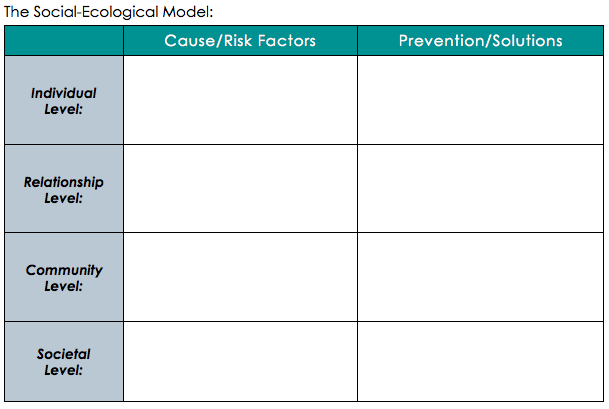 The Social-Ecological Model:
Cause/Risk Factors
Prevention/Solutions
Individual
Level:
Relationship
Level:
Community
Level:
Societal
Level: